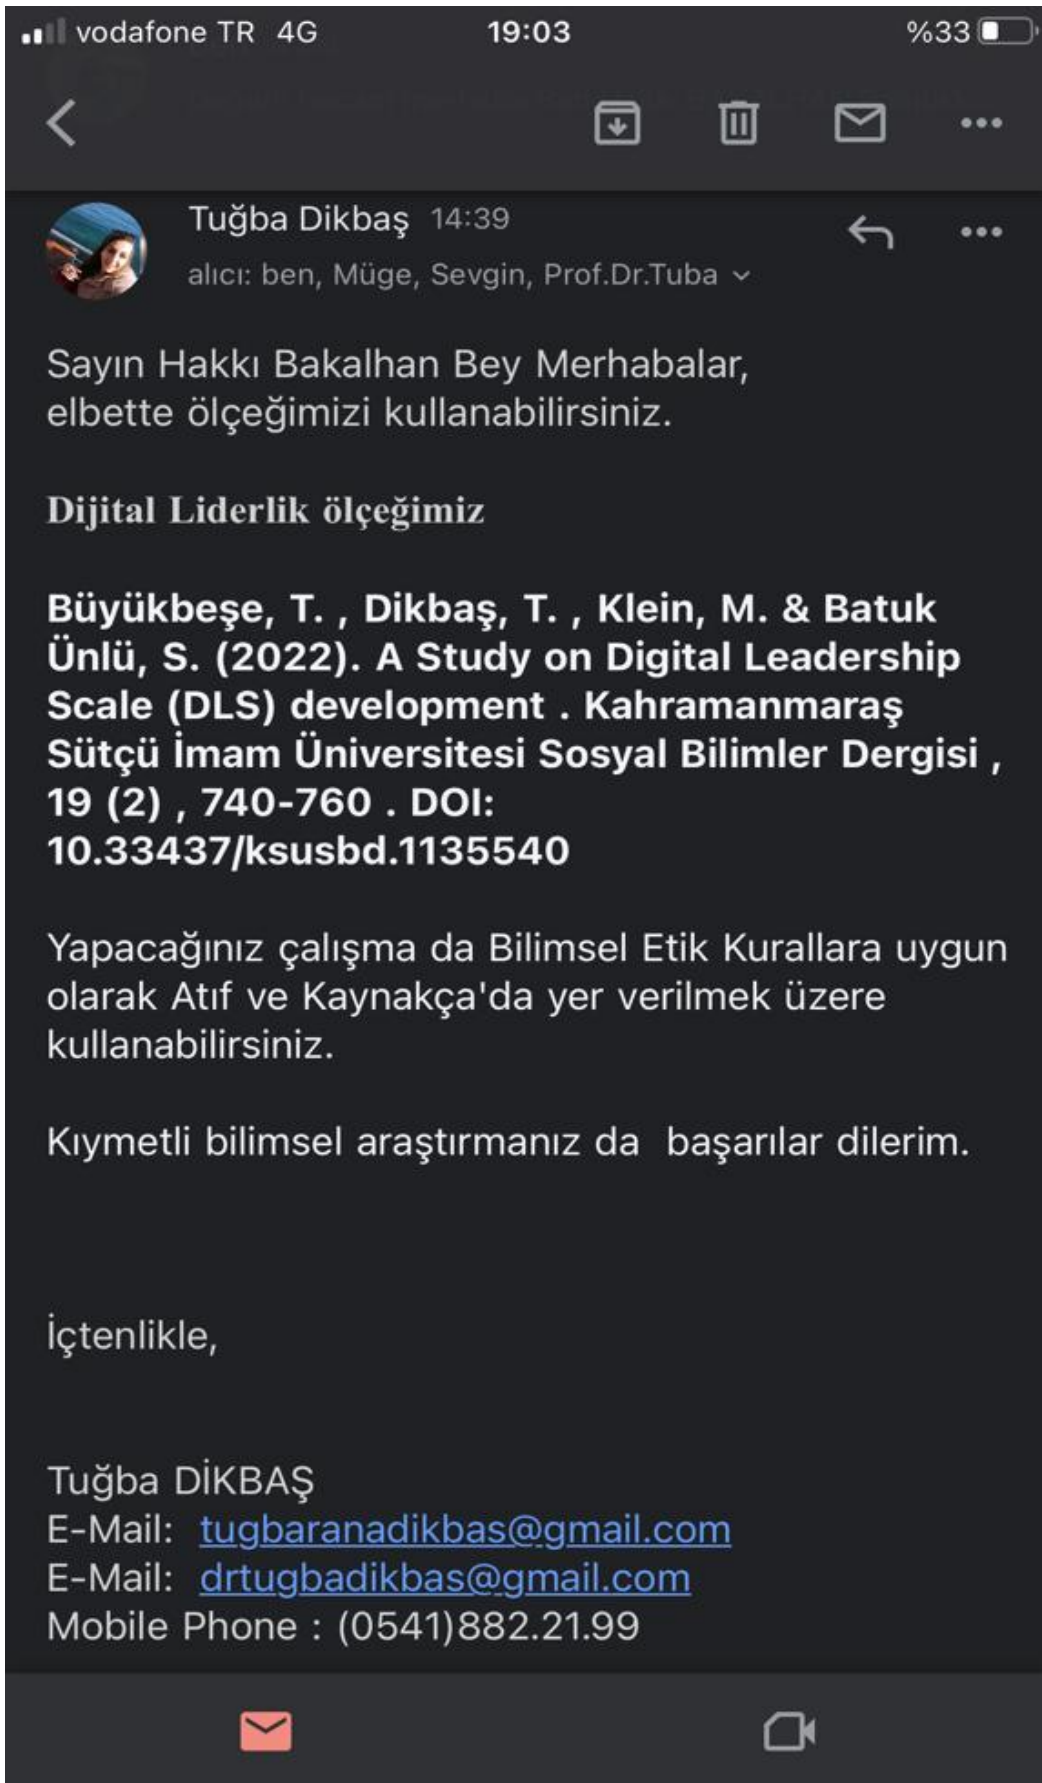 vodafone TR 4G 19:03 %33
Tuğba Dikbaş 14:39
alıcı: ben, Müge, Sevgin, Prof.Dr.Tuba
Sayın Hakkı Bakalhan Bey Merhabalar,
elbette ölçeğimizi kullanabilirsiniz.
Dijital Liderlik ölçeğimiz
Büyükbeşe, T. , Dikbaş, T. , Klein, M. & Batuk
Ünlü, S. (2022). A Study on Digital Leadership
Scale (DLS) development . Kahramanmaraş
Sütçü İmam Üniversitesi Sosyal Bilimler Dergisi ,
19 (2) , 740-760 . DOI:
10.33437/ksusbd.1135540
Yapacağınız çalışma da Bilimsel Etik Kurallara uygun
olarak Atıf ve Kaynakça'da yer verilmek üzere
kullanabilirsiniz.
Kıymetli bilimsel araştırmanız da  başarılar dilerim.
İçtenlikle,
Tuğba DİKBAŞ
E-Mail:  tugbaranadikbas@gmail.com
E-Mail:  drtugbadikbas@gmail.com
Mobile Phone : (0541)882.21.99